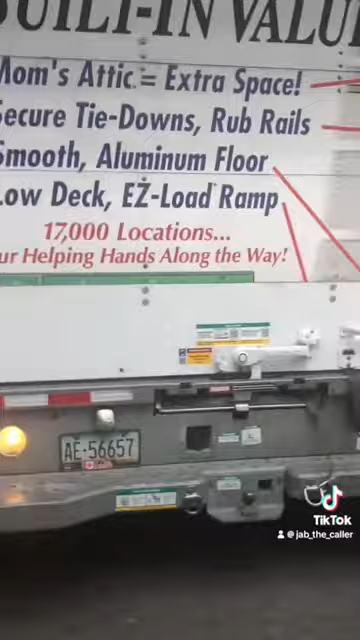 BUILT-IN VALU
Mom's Attic = Extra Space!
Secure Tie-Downs, Rub Rails
Smooth, Aluminum Floor
Low Deck, EZ-Load Ramp
17,000 Locations...
ur Helping Hands Along the Way!
AE·56657
TikTok
@jab_the_caller